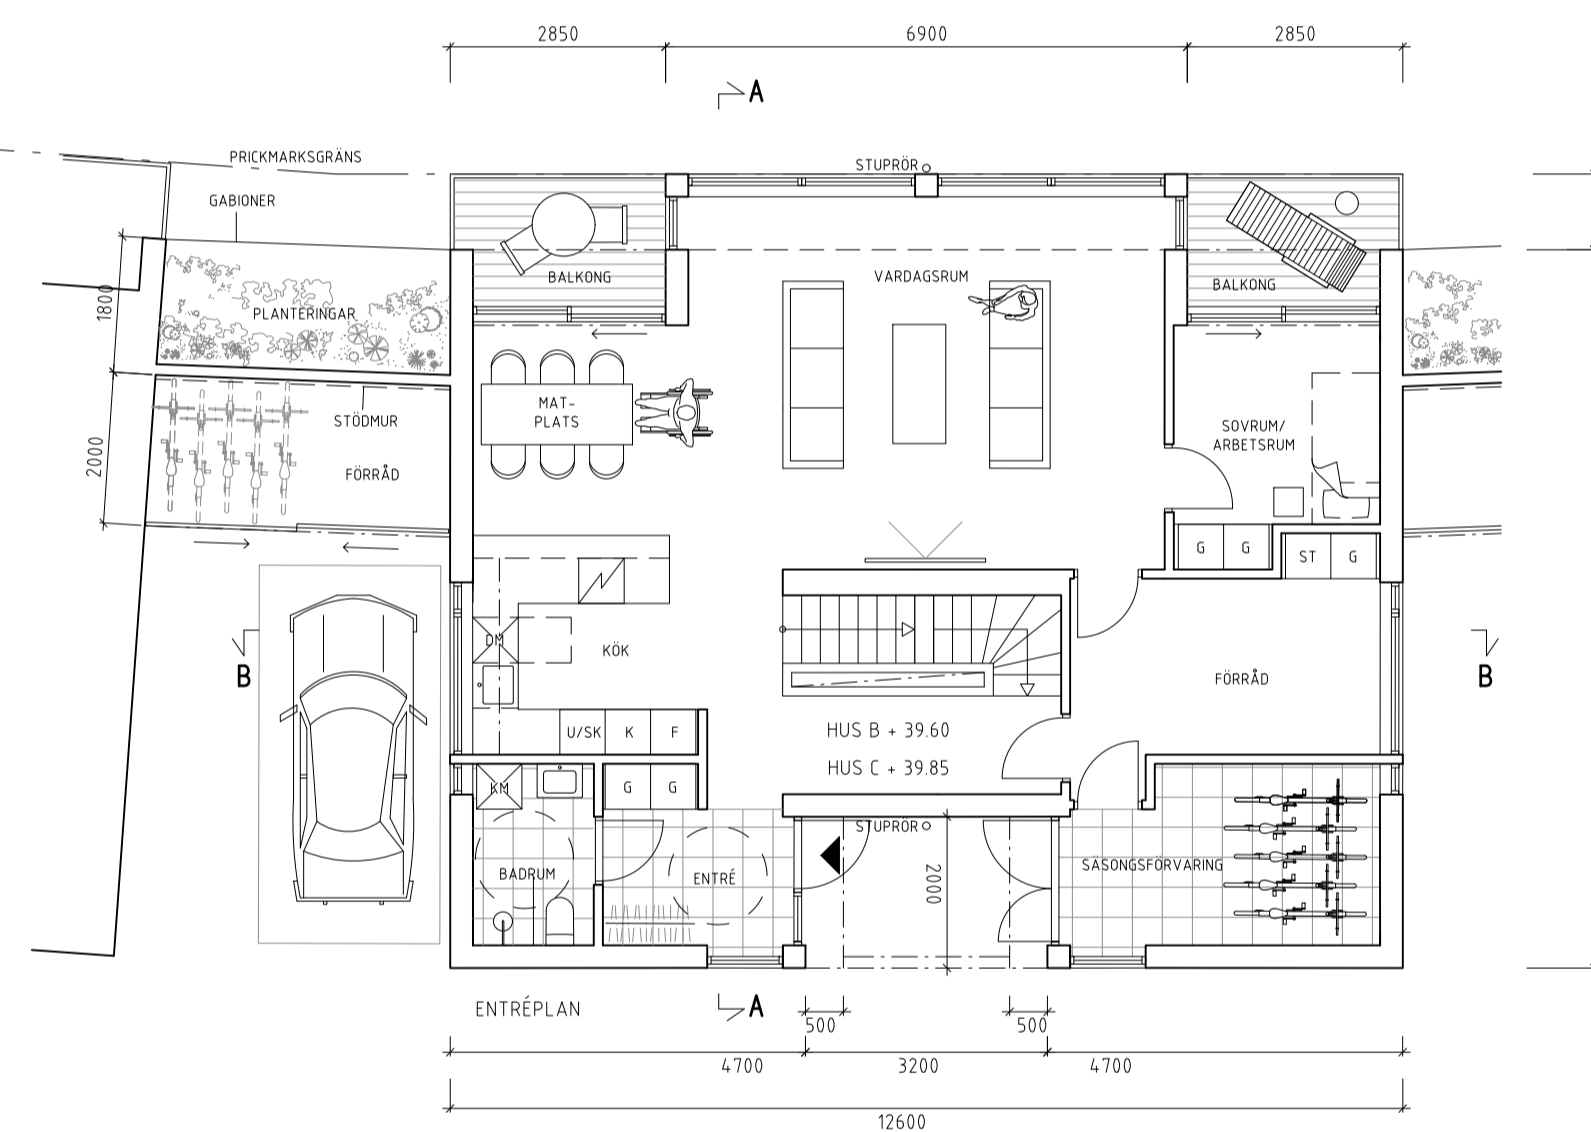 2850
6900
2850
A
PRICKMARKSGRÄNS
STUPRÖR
GABIONER
BALKONG
VARDAGSRUM
BALKONG
1800
PLANTERINGAR
MAT-
PLATS
STÖDMUR
SOVRUM/
ARBETSRUM
2000
FÖRRÅD
G
G
ST
G
DM
KÖK
B
FÖRRÅD
B
U/SK
K
F
HUS B + 39.60
HUS C + 39.85
KM
G
G
STUPRÖR
BADRUM
ENTRÉ
2000
SÄSONGSFÖRVARING
ENTRÉPLAN
A
500
500
4700
3200
4700
12600